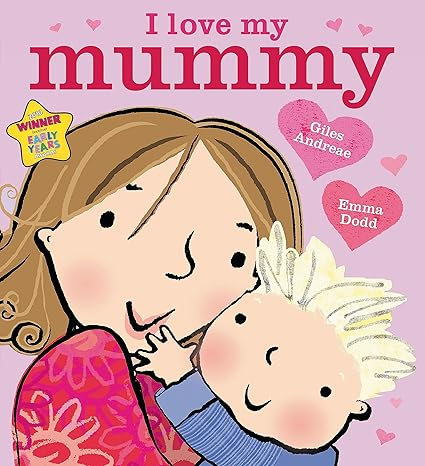 I love my
mummy
WINNER
EARLY
YEARS
Giles
Andreae
Emma
Dodd